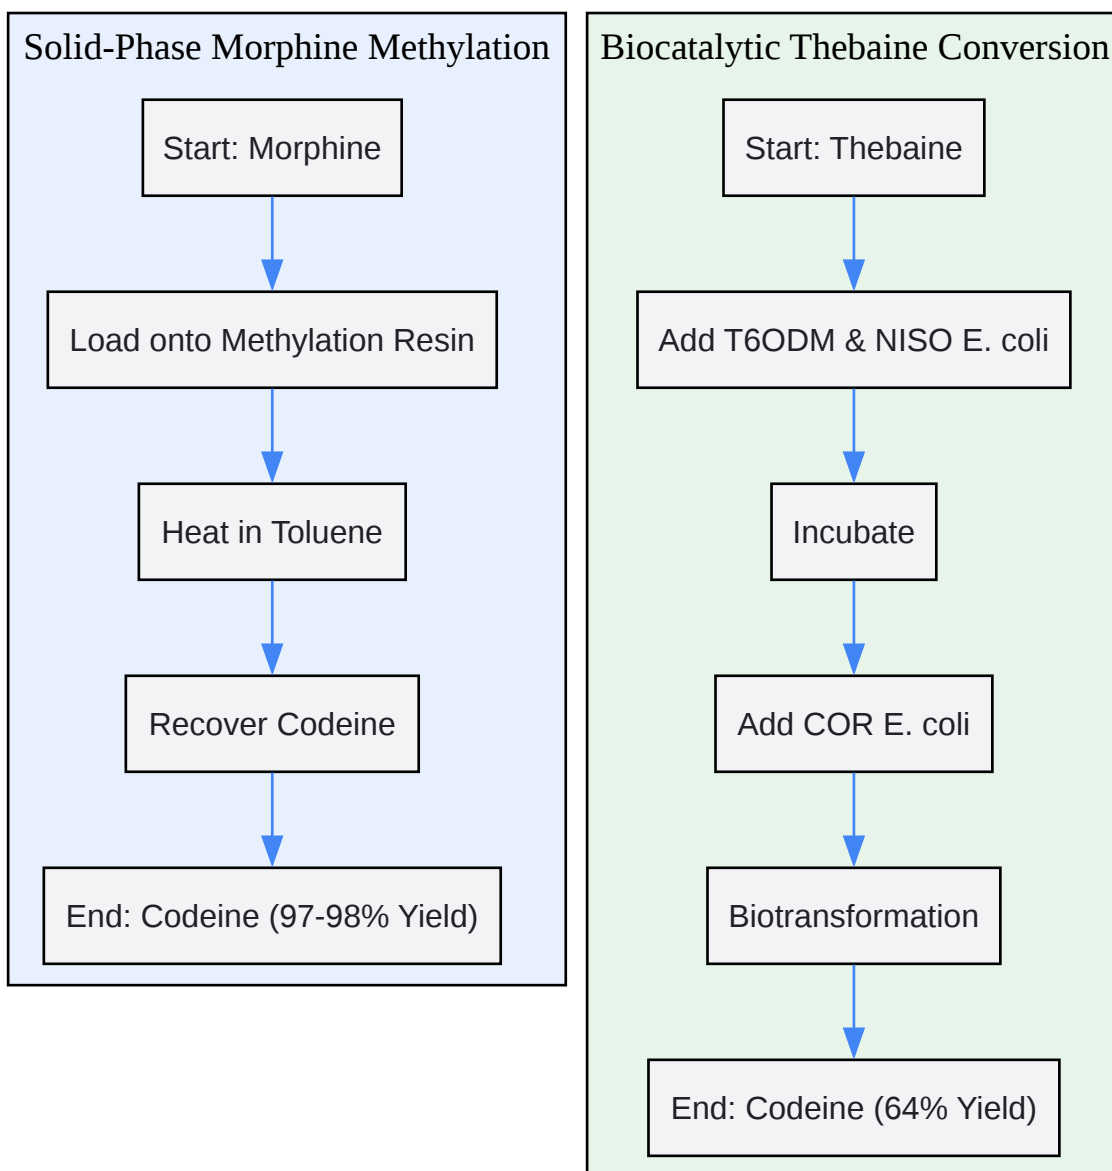 Solid-Phase Morphine Methylation
Start: Morphine
Load onto Methylation Resin
Heat in Toluene
Recover Codeine
End: Codeine (97-98% Yield)
Biocatalytic Thebaine Conversion
Start: Thebaine
Add T6ODM & NISO E. coli
Incubate
Add COR E. coli
Biotransformation
End: Codeine (64% Yield)